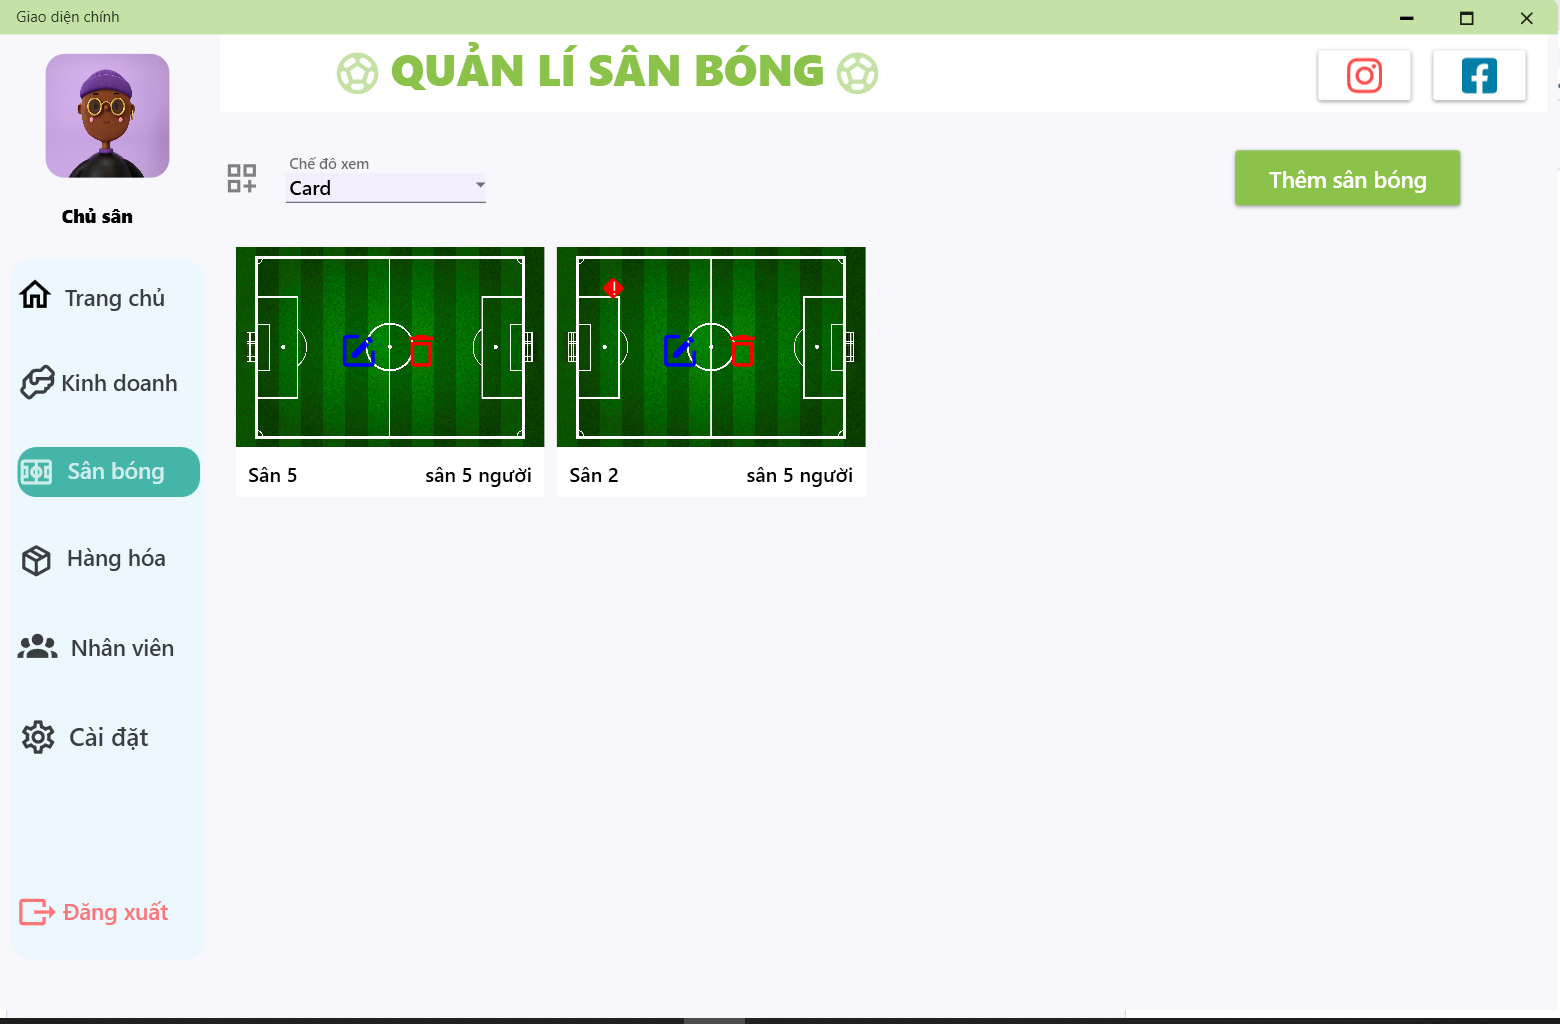 Giao diện chính
QUẢN LÍ SÂN BÓNG
Chủ sân
Chế đô xem
Card
Thêm sân bóng
Trang chủ
Kinh doanh
Sân bóng
Hàng hóa
Nhân viên
Cài đặt
Đăng xuất
Sân 5 sân 5 người
Sân 2 sân 5 người